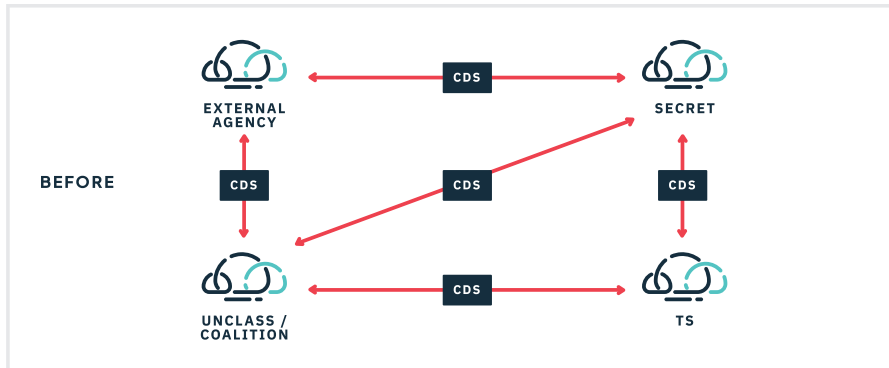 CDS
EXTERNAL
AGENCY
SECRET
BEFORE
CDS
CDS
CDS
CDS
UNCLASS /
COALITION
TS